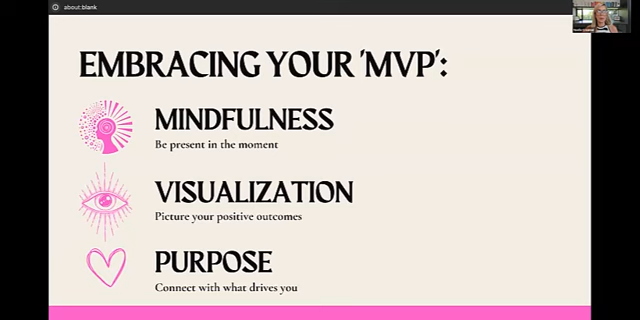 about:blank
EMBRACING YOUR 'MVP':
MINDFULNESS
Be present in the moment
VISUALIZATION
Picture your positive outcomes
PURPOSE
Connect with what drives you